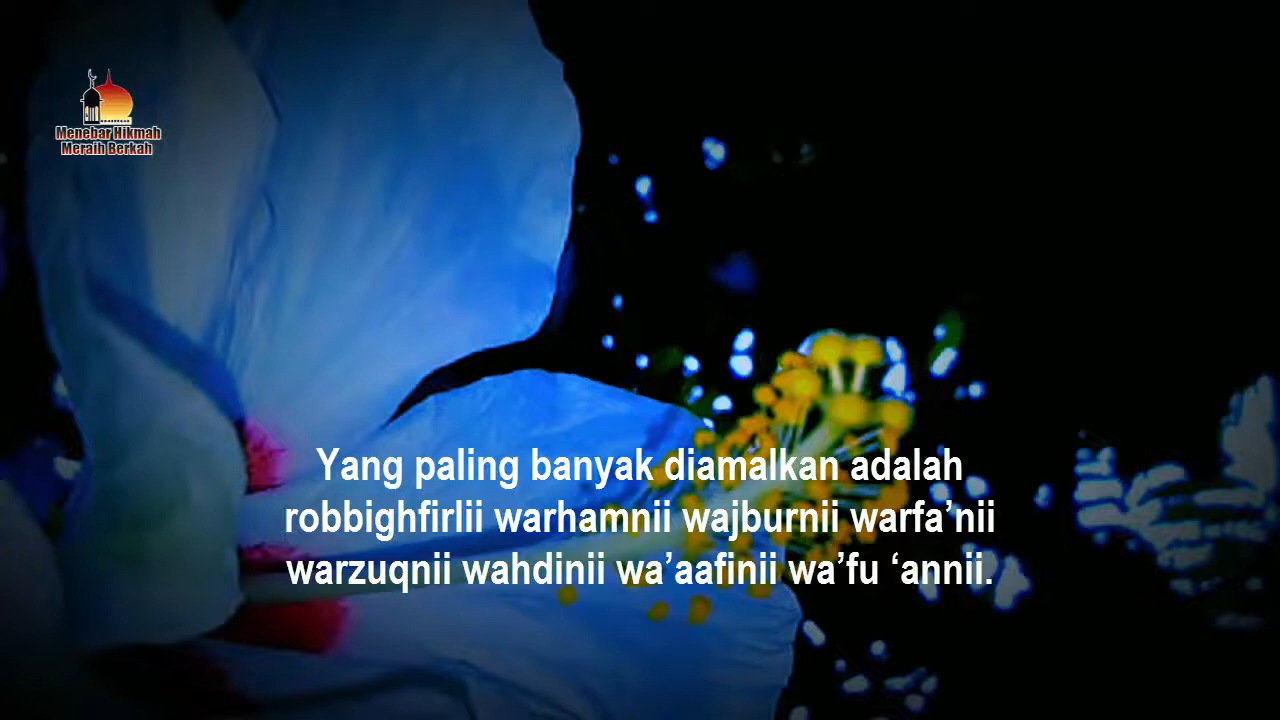 Menebar Hikmah
Meraih Berkah
Yang paling banyak diamalkan adalah
robbighfirlii warhamnii wajburnii warfa’nii
warzuqnii wahdinii wa’aafinii wa’fu ‘annii.